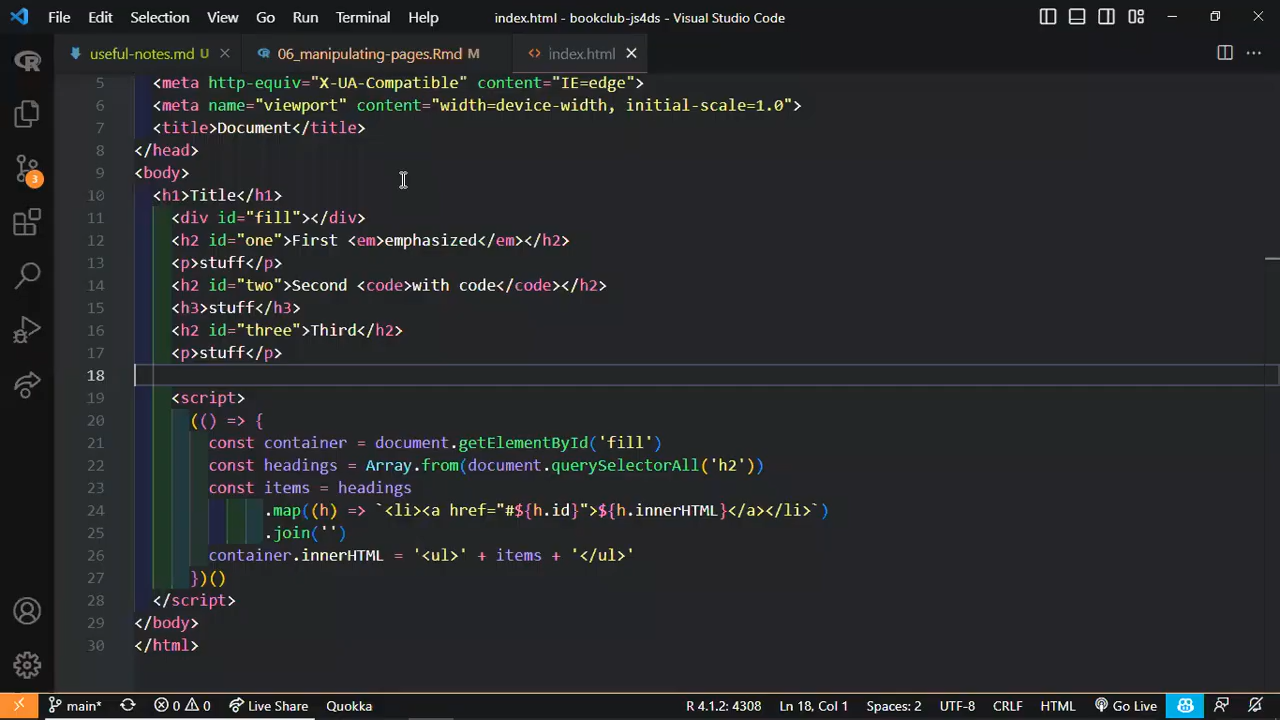 File Edit Selection View Go Run Terminal Help index.html - bookclub-js4ds - Visual Studio Code
useful-notes.md U 06_manipulating-pages.Rmd M index.html
5 <meta http-equiv="X-UA-Compatible" content="IE=edge">
6 <meta name="viewport" content="width=device-width, initial-scale=1.0">
7 <title>Document</title>
8 </head>
9 <body>
10 <h1>Title</h1>
11 <div id="fill"></div>
12 <h2 id="one">First <em>emphasized</em></h2>
13 <p>stuff</p>
14 <h2 id="two">Second <code>with code</code></h2>
15 <h3>stuff</h3>
16 <h2 id="three">Third</h2>
17 <p>stuff</p>
18
19 <script>
20 (() => {
21 const container = document.getElementById('fill')
22 const headings = Array.from(document.querySelectorAll('h2'))
23 const items = headings
24 .map((h) => `<li><a href="#${h.id}">${h.innerHTML}</a></li>`)
25 .join('')
26 container.innerHTML = '<ul>' + items + '</ul>'
27 })()
28 </script>
29 </body>
30 </html>
3
main* 0 0 Live Share Quokka R 4.1.2: 4308 Ln 18, Col 1 Spaces: 2 UTF-8 CRLF HTML Go Live